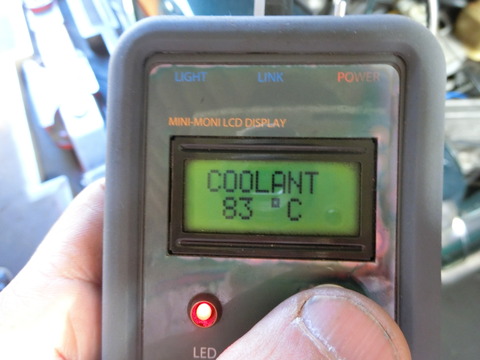 LIGHT LINK POWER
MINI-MONI LCD DISPLAY
COOLANT
83 °C
LED